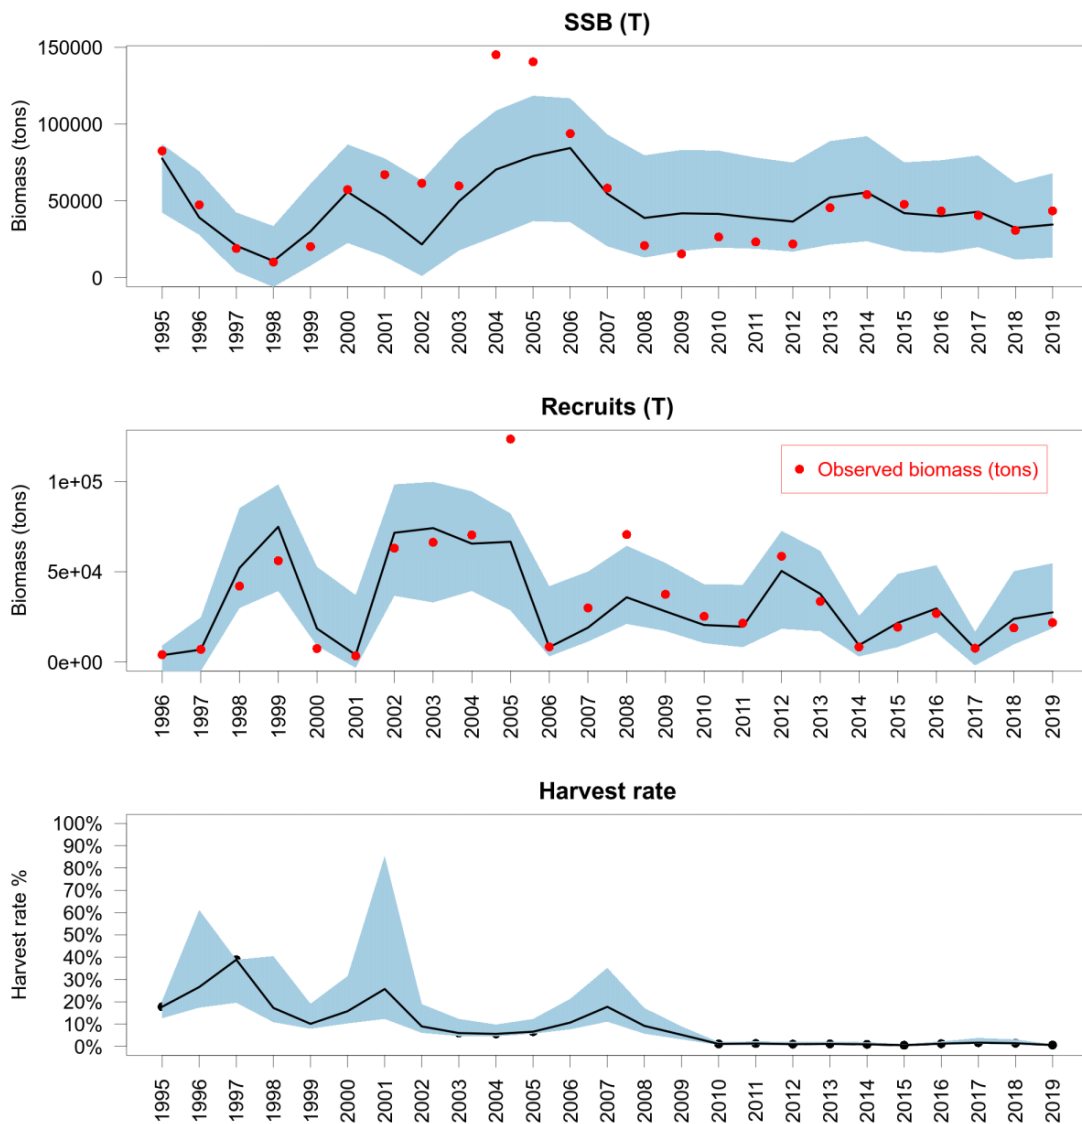 SSB (T)
Biomass (tons)
150000
100000
50000
0
1995 1996 1997 1998 1999 2000 2001 2002 2003 2004 2005 2006 2007 2008 2009 2010 2011 2012 2013 2014 2015 2016 2017 2018 2019
Recruits (T)
Biomass (tons)
1e+05
5e+04
0e+00
Observed biomass (tons)
1996 1997 1998 1999 2000 2001 2002 2003 2004 2005 2006 2007 2008 2009 2010 2011 2012 2013 2014 2015 2016 2017 2018 2019
Harvest rate
Harvest rate %
100%
90%
80%
70%
60%
50%
40%
30%
20%
10%
0%
1995 1996 1997 1998 1999 2000 2001 2002 2003 2004 2005 2006 2007 2008 2009 2010 2011 2012 2013 2014 2015 2016 2017 2018 2019